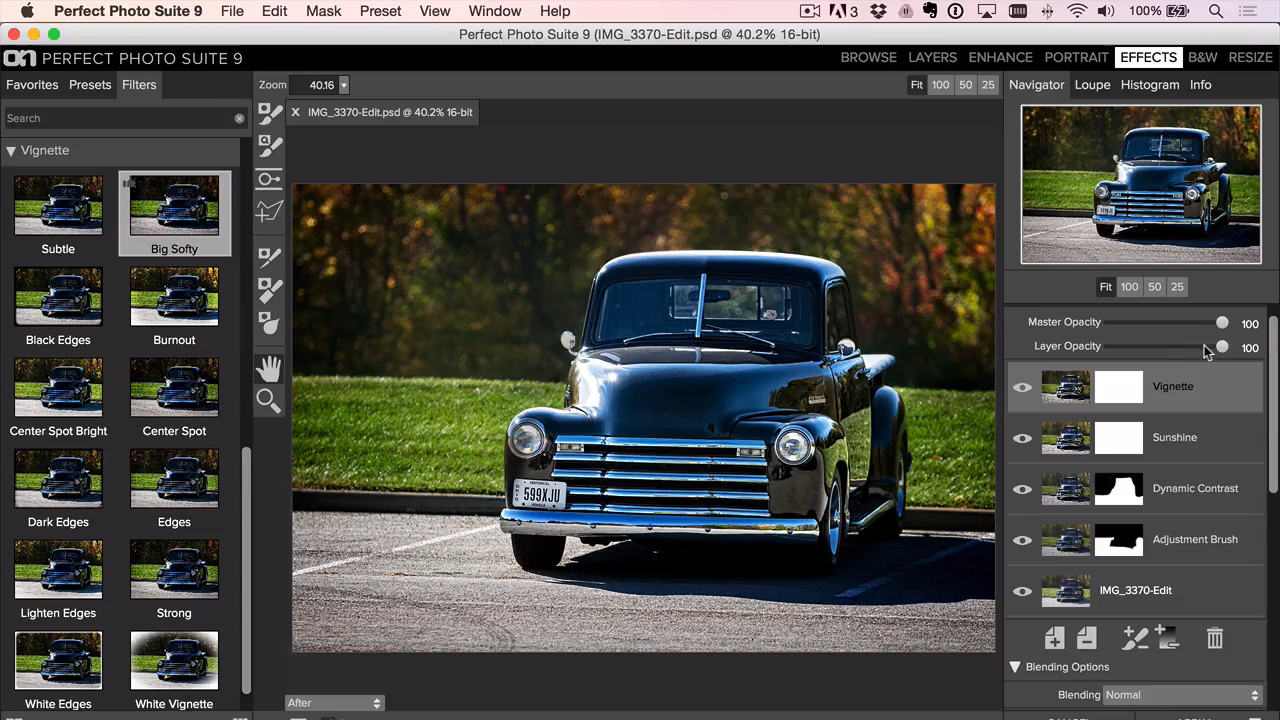 Perfect Photo Suite 9 File Edit Mask Preset View Window Help 3 100%
Perfect Photo Suite 9 (IMG_3370-Edit.psd @ 40.2% 16-bit)
on PERFECT PHOTO SUITE 9 BROWSE LAYERS ENHANCE PORTRAIT EFFECTS B&W RESIZE
Favorites Presets Filters Zoom 40.16 Fit 100 50 25 Navigator Loupe Histogram Info
Search
IMG_3370-Edit.psd @ 40.2% 16-bit
Vignette
Subtle Big Softy
Black Edges Burnout
Center Spot Bright Center Spot
Dark Edges Edges
Lighten Edges Strong
White Edges White Vignette
HISTORICAL
599XJU
VEHICLE
After
Fit 100 50 25
Master Opacity 100
Layer Opacity 100
Vignette
Sunshine
Dynamic Contrast
Adjustment Brush
IMG_3370-Edit
Blending Options
Blending Normal